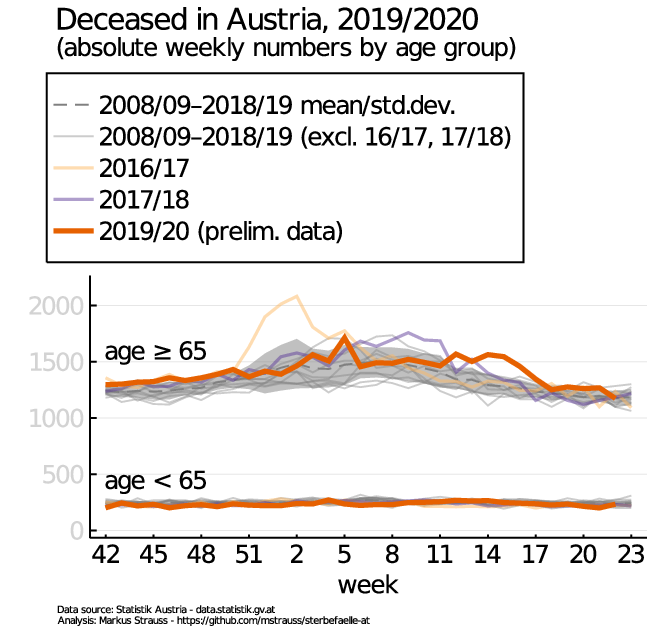 Deceased in Austria, 2019/2020
(absolute weekly numbers by age group)
2008/09–2018/19 mean/std.dev.
2008/09–2018/19 (excl. 16/17, 17/18)
2016/17
2017/18
2019/20 (prelim. data)
2000
1500
1000
500
0
age ≥ 65
age < 65
42 45 48 51 2 5 8 11 14 17 20 23
week
Data source: Statistik Austria - data.statistik.gv.at
Analysis: Markus Strauss - https://github.com/mstrauss/sterbefaelle-at